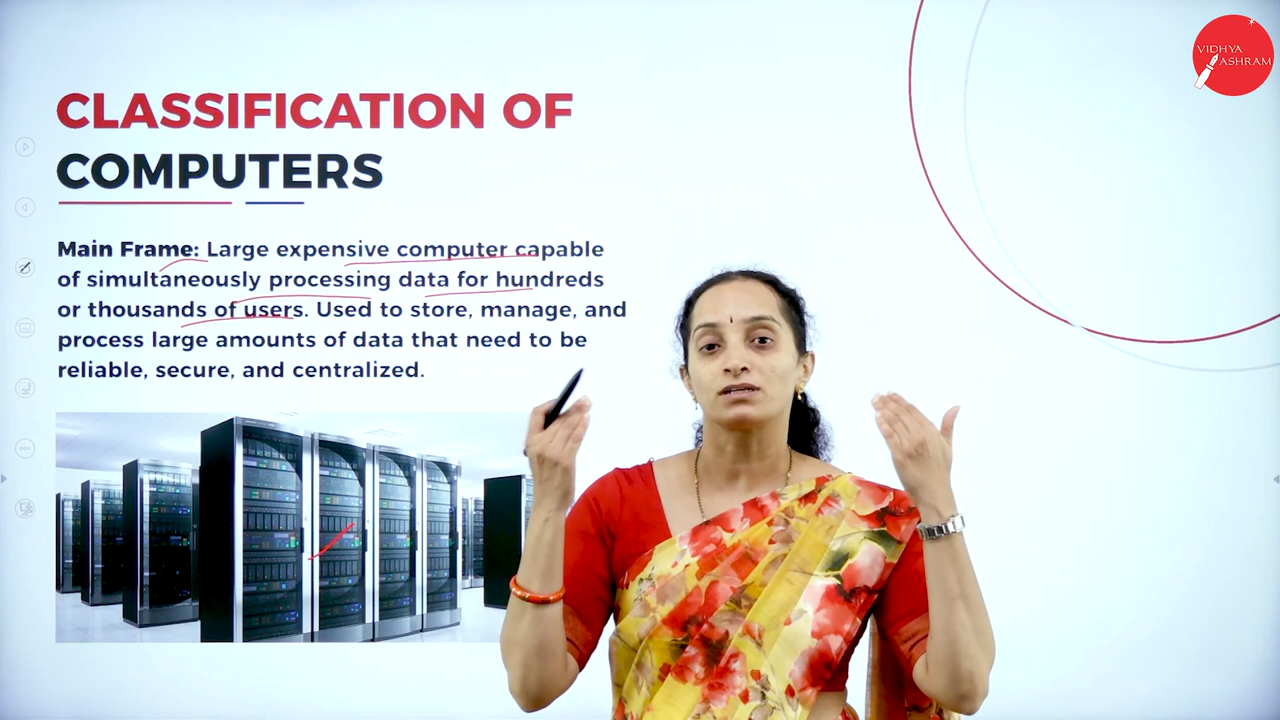 VIDHYA
ASHRAM
CLASSIFICATION OF
COMPUTERS
Main Frame: Large expensive computer capable
of simultaneously processing data for hundreds
or thousands of users. Used to store, manage, and
process large amounts of data that need to be
reliable, secure, and centralized.